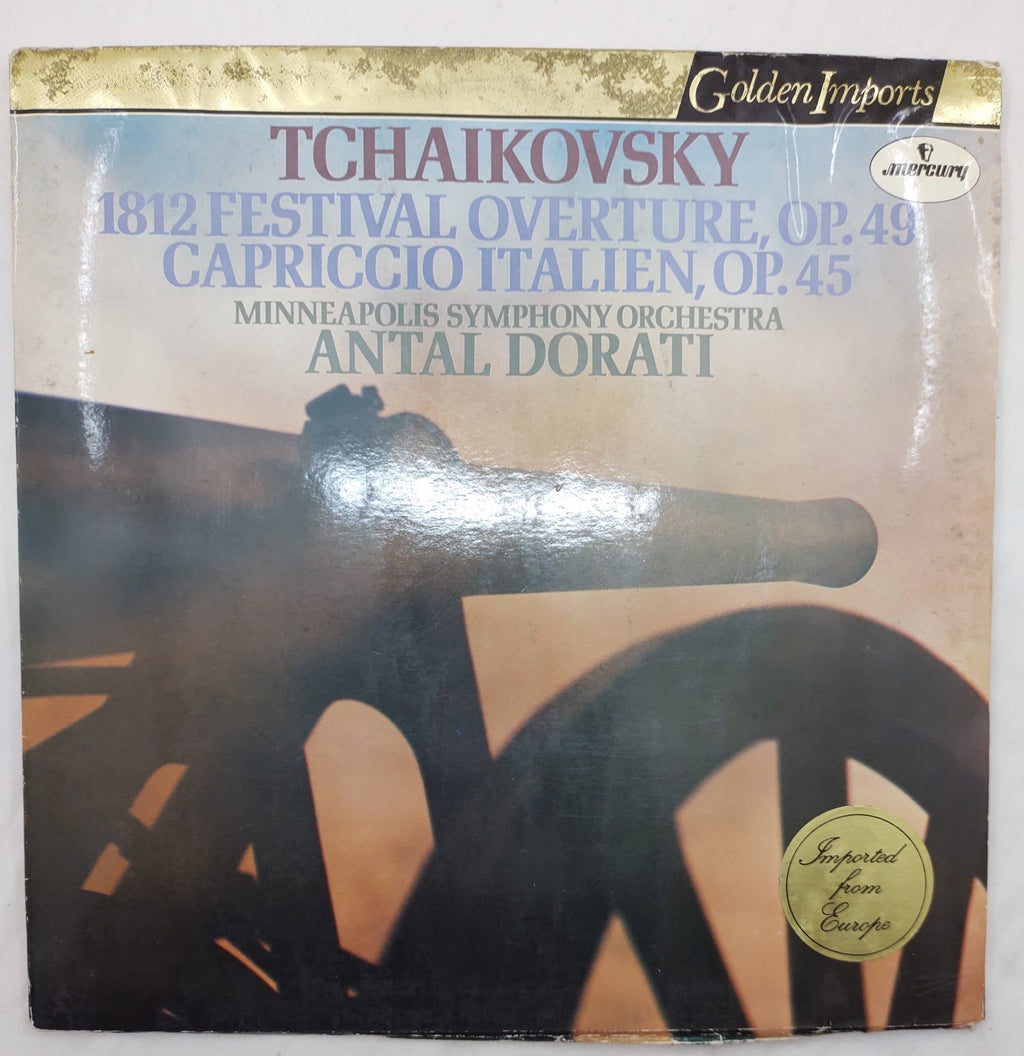 Golden Imports
mercury
TCHAIKOVSKY
1812 FESTIVAL OVERTURE, OP. 49
CAPRICCIO ITALIEN, OP. 45
MINNEAPOLIS SYMPHONY ORCHESTRA
ANTAL DORATI
Imported
from
Europe